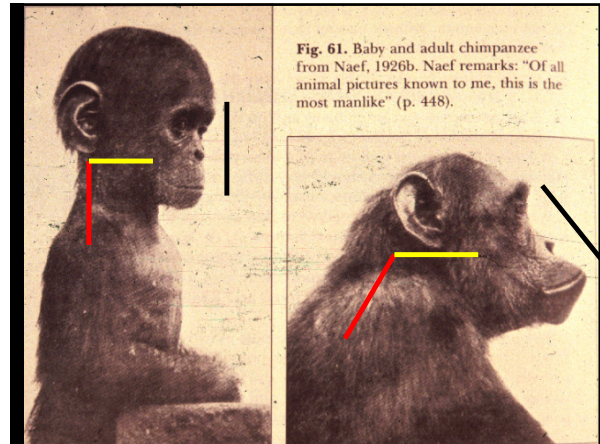 Fig. 61. Baby and adult chimpanzee
from Naef, 1926b. Naef remarks: "Of all
animal pictures known to me, this is the
most manlike" (p. 448).